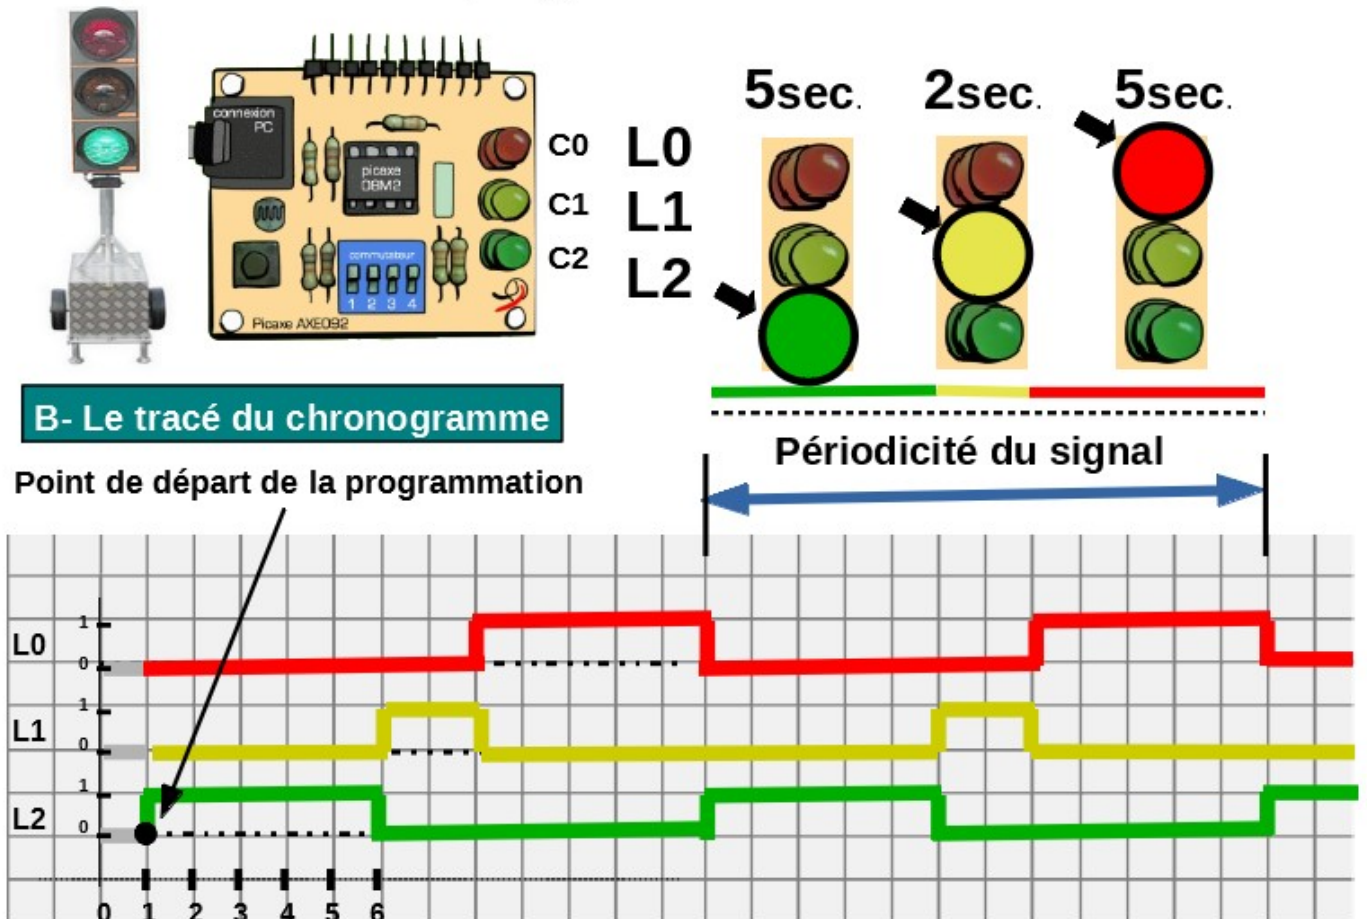 5sec.
2sec.
5sec.
connexion
PC
picaxe
08M2
commutateur
1 2 3 4
Picaxe AXE092
C0
C1
C2
L0
L1
L2
B- Le tracé du chronogramme
Périodicité du signal
Point de départ de la programmation
L0
1
0
L1
1
0
L2
1
0
0 1 2 3 4 5 6